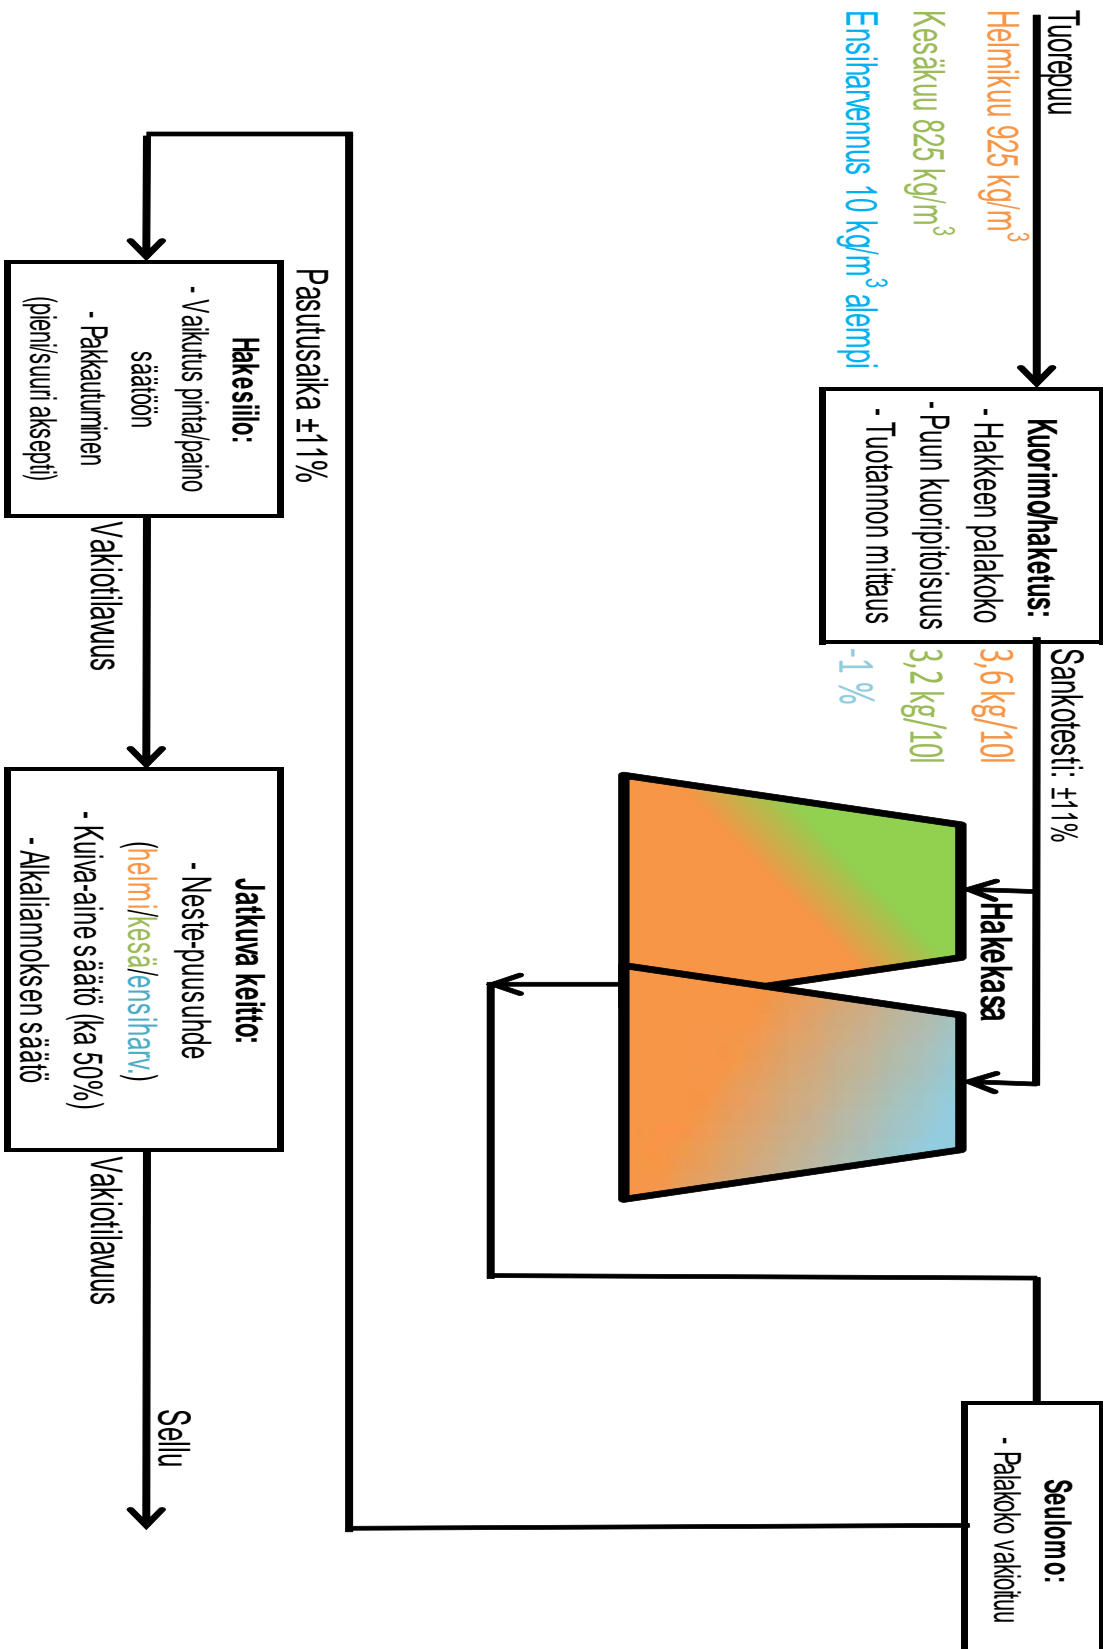 Tuorepuu
Helmikuu 925 kg/m³
Kesäkuu 825 kg/m³
Ensiharvennus 10 kg/m³ alempi
Kuorimo/haketus:
- Hakkeen palakoko
- Puun kuoripitoisuus
- Tuotannon mittaus
Sankotesti: ±11%
3,6 kg/10l
3,2 kg/10l
-1 %
Hakekasa
Seulomo:
- Palakoko vakioituu
Pasutusaika ±11%
Hakesiilo:
- Vaikutus pinta/paino
säätöön
- Pakkautuminen
(pieni/suuri aksepti)
Vakiotilavuus
Jatkuva keitto:
- Neste-puusuhde
(helmi/kesä/ensiharv.)
- Kuiva-aine säätö (ka 50%)
- Alkaliannoksen säätö
Vakiotilavuus
Sellu